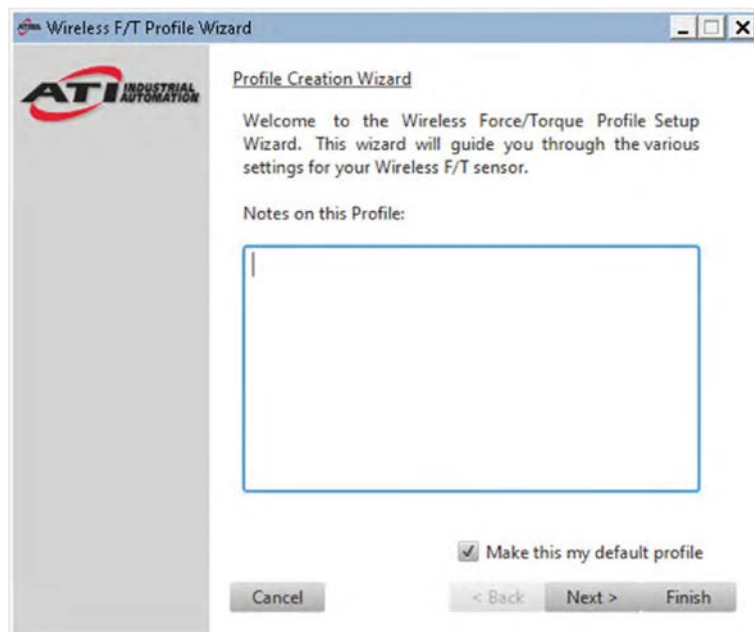 Wireless F/T Profile Wizard
ATI INDUSTRIAL
AUTOMATION
Profile Creation Wizard
Welcome to the Wireless Force/Torque Profile Setup
Wizard. This wizard will guide you through the various
settings for your Wireless F/T sensor.
Notes on this Profile:
Make this my default profile
Cancel
< Back
Next >
Finish